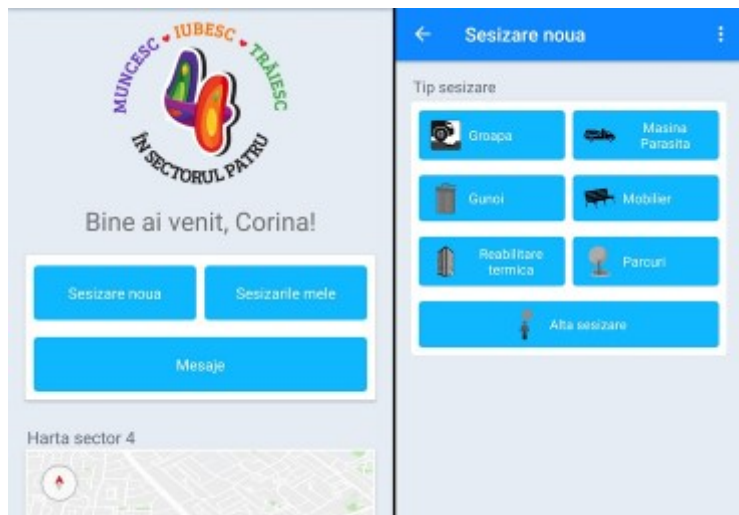 MUNCESC IUBESC TRĂIESC
ÎN SECTORUL PATRU
Bine ai venit, Corina!
Sesizare noua
Sesizarile mele
Mesaje
Harta sector 4
Sesizare noua
Tip sesizare
Groapa
Masina
Parasita
Gunoi
Mobilier
Reabilitare
termica
Parcuri
Alta sesizare